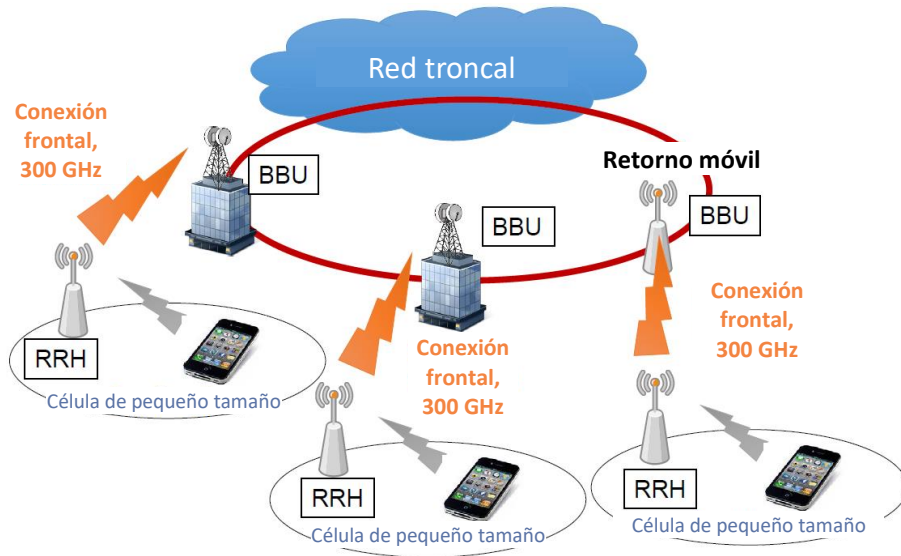 Red troncal
Conexión
frontal,
300 GHz
BBU
Retorno móvil
BBU
BBU
Conexión
frontal,
300 GHz
RRH
Célula de pequeño tamaño
Conexión
frontal,
300 GHz
RRH
Célula de pequeño tamaño
RRH
Célula de pequeño tamaño